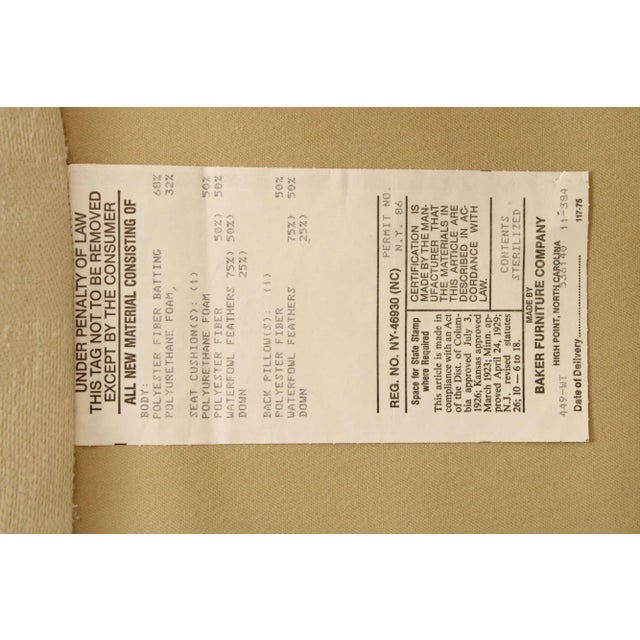 UNDER PENALTY OF LAW
THIS TAG NOT TO BE REMOVED
EXCEPT BY THE CONSUMER
ALL NEW MATERIAL CONSISTING OF
BODY:
POLYESTER FIBER BATTING 68%
POLYURETHANE FOAM, 32%
SEAT CUSHION(S): (1)
POLYURETHANE FOAM 50%
POLYESTER FIBER 50%) 50%
WATERFOWL FEATHERS 75%) 50%)
DOWN 25%)
BACK PILLOW(S): (1)
POLYESTER FIBER 50%
WATERFOWL FEATHERS 75%) 50%
DOWN 25%)
REG. NO. NY-46930 (NC) PERMIT NO.
N.Y. 86
Space for State Stamp
where Required
This article is made in
compliance with an Act
of the Dist. of Colum-
bia approved July 3,
1926; Kansas approved
March 1923; Minn. ap-
proved April 24, 1929;
N.J. revised statutes
26; 10 – 6 to 18.
CERTIFICATION IS
MADE BY THE MAN-
UFACTURER THAT
THE MATERIALS IN
THIS ARTICLE ARE
DESCRIBED IN AC-
CORDANCE WITH
LAW.
CONTENTS
STERILIZED
MADE BY
BAKER FURNITURE COMPANY
HIGH POINT, NORTH CAROLINA
449-WT 536140 11-384
Date of Delivery 117-75